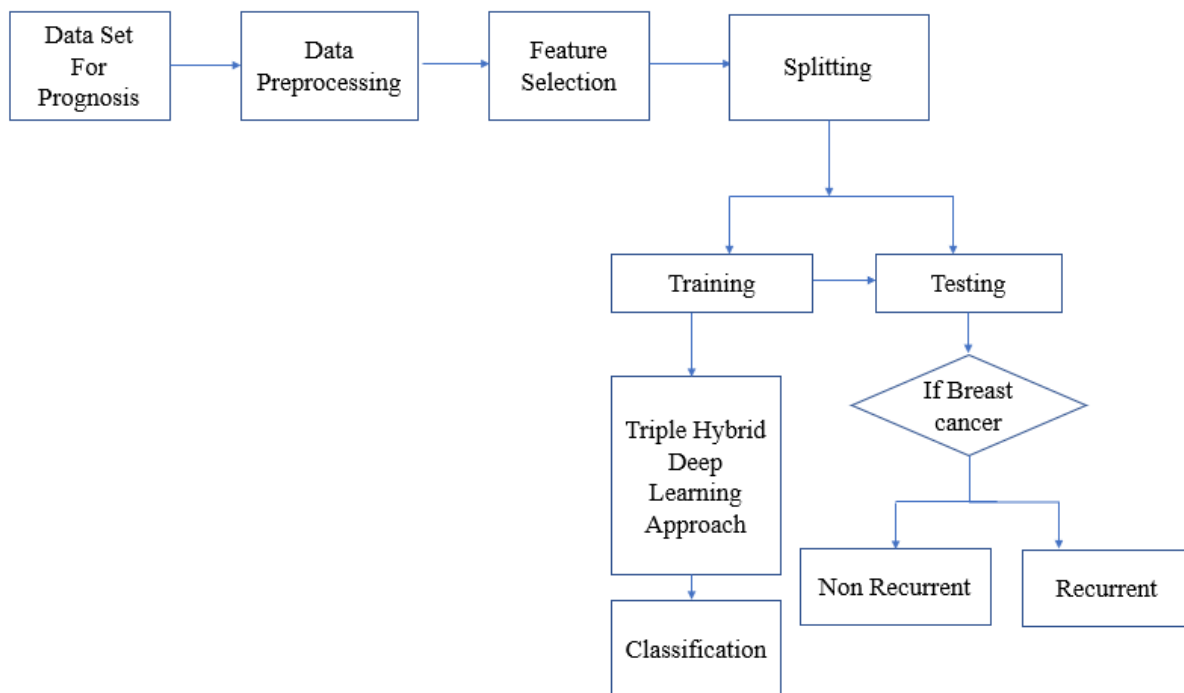 Data Set
For
Prognosis
Data
Preprocessing
Feature
Selection
Splitting
Training
Testing
If Breast
cancer
Triple Hybrid
Deep
Learning
Approach
Non Recurrent
Recurrent
Classification